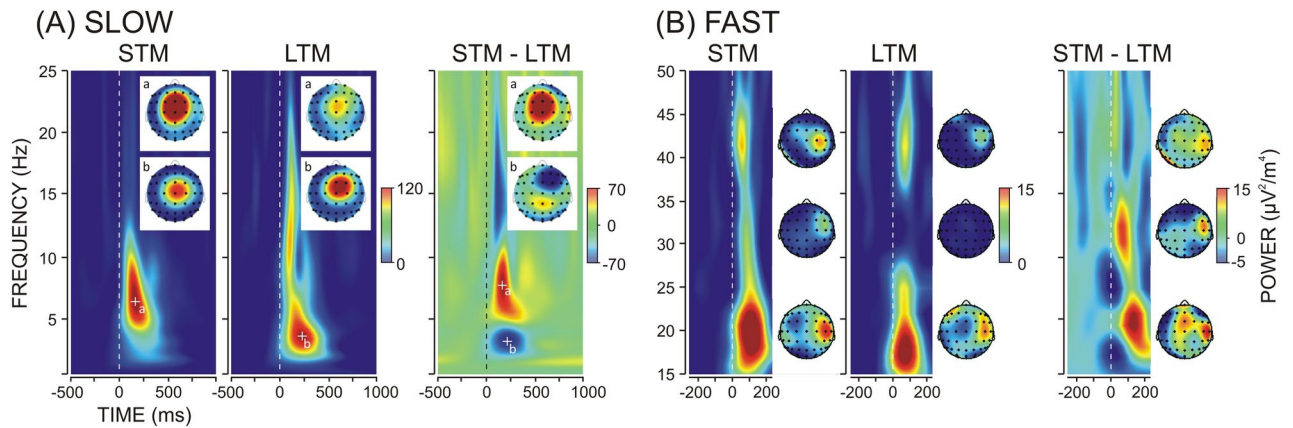 (A) SLOW
(B) FAST
STM
LTM
STM - LTM
STM
LTM
STM - LTM
FREQUENCY (Hz)
25
20
15
10
5
a
b
a
b
a
b
a
b
a
b
120
0
70
0
-70
-500
0
500
-500
0
500
1000
-500
0
500
1000
TIME (ms)
50
45
40
35
30
25
20
15
15
0
15
10
0
-5
POWER (µV²/m⁴)
-200
0
200
-200
0
200
-200
0
200